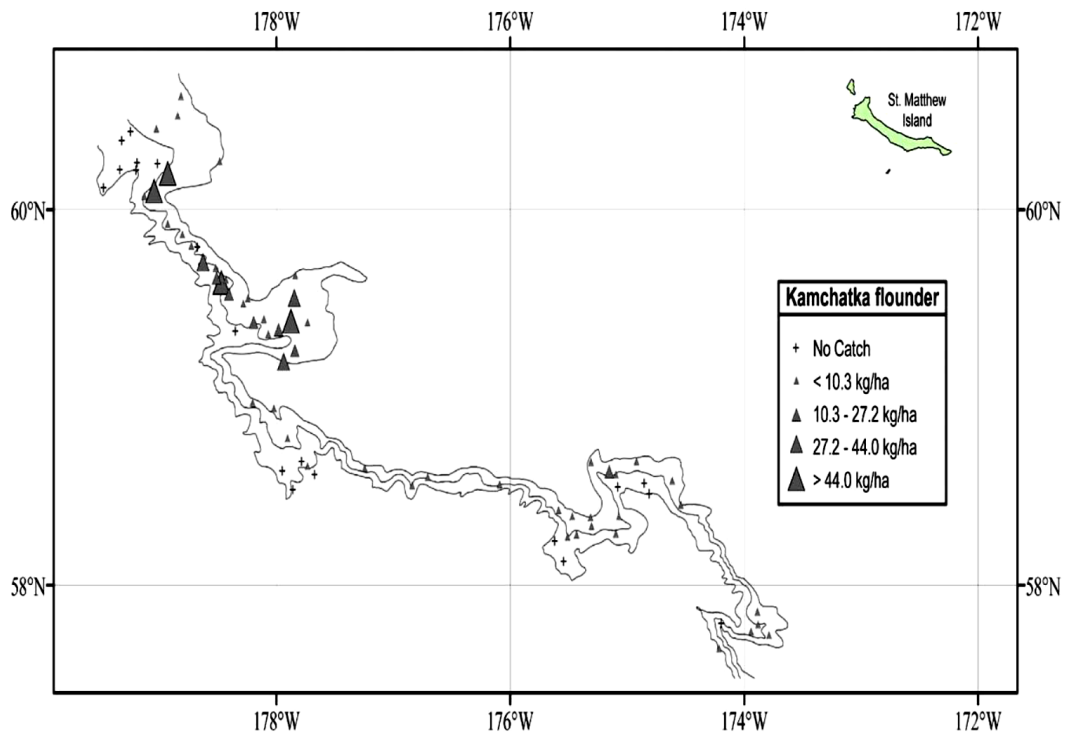 178°W 176°W 174°W 172°W
St. Matthew
Island
60°N 60°N
Kamchatka flounder
No Catch
< 10.3 kg/ha
10.3 - 27.2 kg/ha
27.2 - 44.0 kg/ha
> 44.0 kg/ha
58°N 58°N
178°W 176°W 174°W 172°W